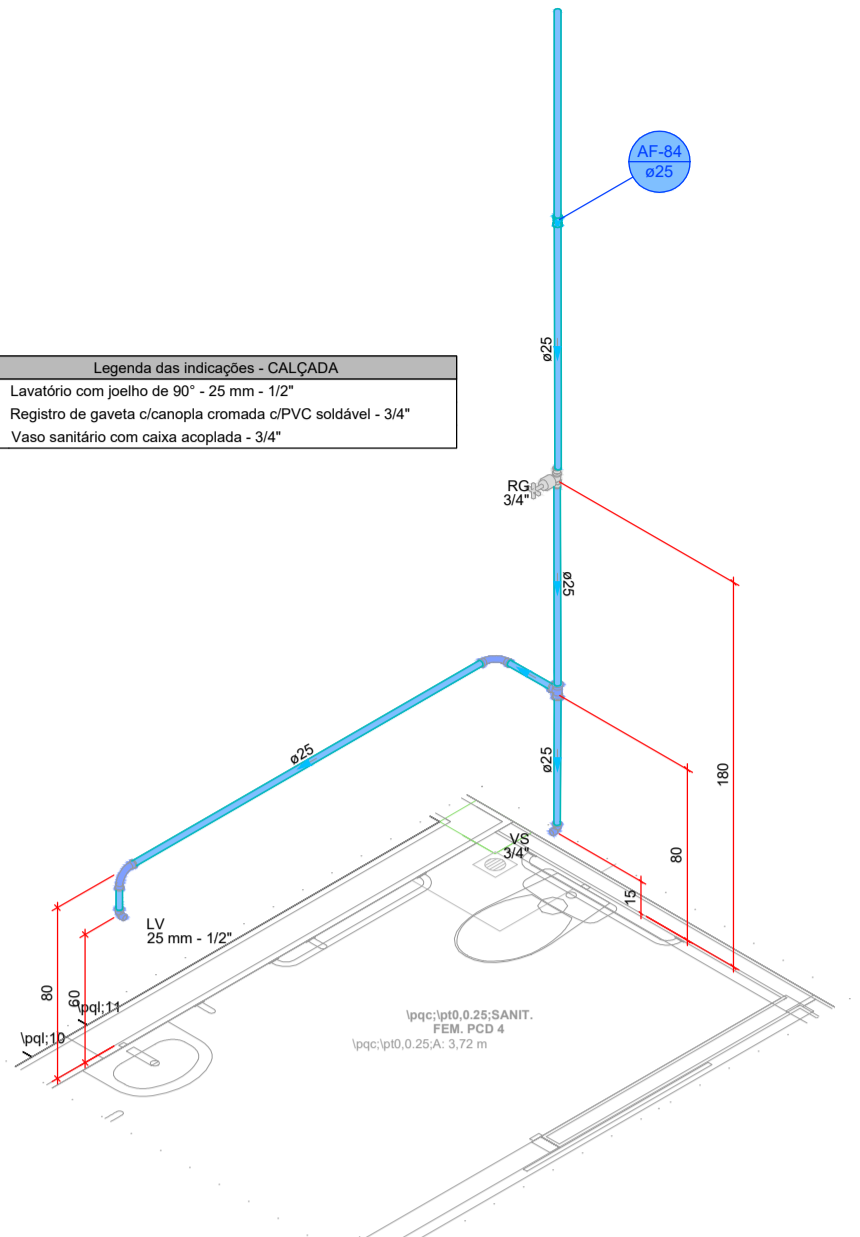 AF-84
ø25
ø25
Legenda das indicações - CALÇADA
Lavatório com joelho de 90° - 25 mm - 1/2"
Registro de gaveta c/canopla cromada c/PVC soldável - 3/4"
Vaso sanitário com caixa acoplada - 3/4"
RG
3/4"
ø25
ø25
ø25
180
80
15
VS
3/4"
LV
25 mm - 1/2"
80
60
\pql;11
\pql;10
\pqc;\pt0,0.25;SANIT.
FEM. PCD 4
\pqc;\pt0,0.25;A: 3,72 m